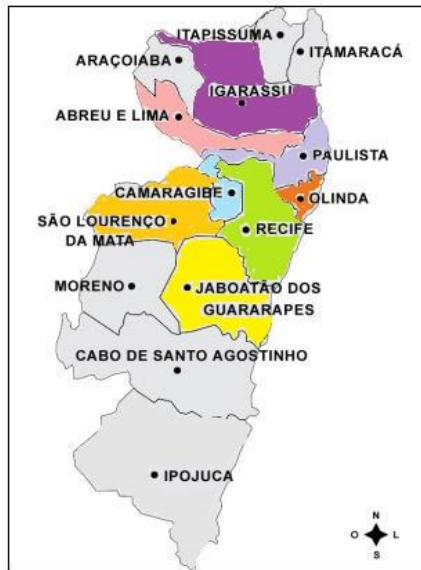 ITAPISSUMA
ITAMARACÁ
ARAÇOIABA
IGARASSU
ABREU E LIMA
PAULISTA
CAMARAGIBE
OLINDA
SÃO LOURENÇO
DA MATA
RECIFE
MORENO
JABOATÃO DOS
GUARARAPES
CABO DE SANTO AGOSTINHO
IPOJUCA
N
O L
S